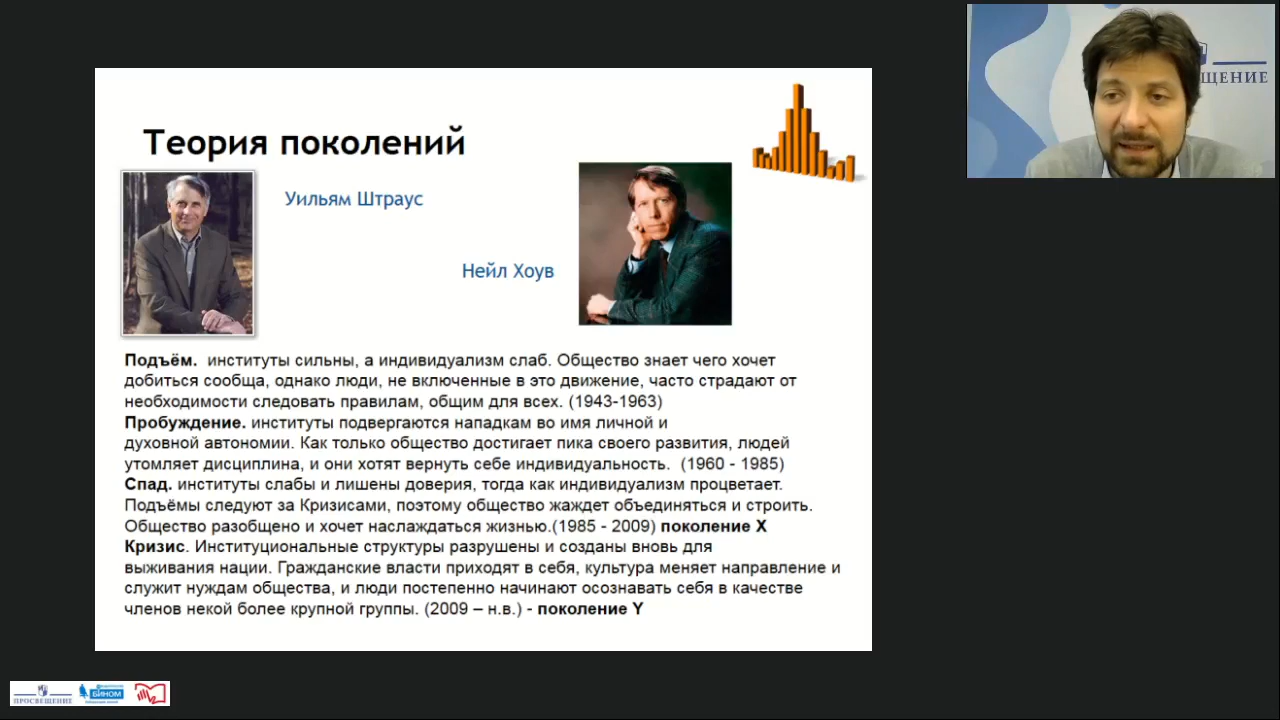 ЩЕНИЕ
Теория поколений
Уильям Штраус
Нейл Хоув
Подъём.  институты сильны, а индивидуализм слаб. Общество знает чего хочет
добиться сообща, однако люди, не включенные в это движение, часто страдают от
необходимости следовать правилам, общим для всех. (1943-1963)
Пробуждение. институты подвергаются нападкам во имя личной и
духовной автономии. Как только общество достигает пика своего развития, людей
утомляет дисциплина, и они хотят вернуть себе индивидуальность.  (1960 - 1985)
Спад. институты слабы и лишены доверия, тогда как индивидуализм процветает.
Подъёмы следуют за Кризисами, поэтому общество жаждет объединяться и строить.
Общество разобщено и хочет наслаждаться жизнью.(1985 - 2009) поколение X
Кризис. Институциональные структуры разрушены и созданы вновь для
выживания нации. Гражданские власти приходят в себя, культура меняет направление и
служит нуждам общества, и люди постепенно начинают осознавать себя в качестве
членов некой более крупной группы. (2009 – н.в.) - поколение Y
ПРОСВЕЩЕНИЕ
БИНОМ